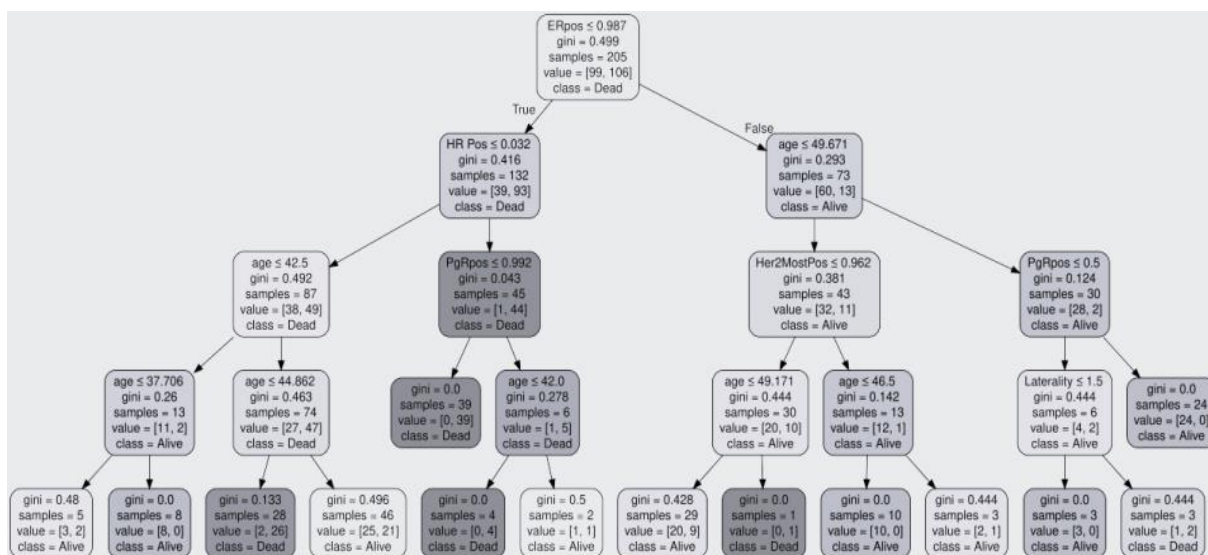 ERpos ≤ 0.987
gini = 0.499
samples = 205
value = [99, 106]
class = Dead
True
False
HR Pos ≤ 0.032
gini = 0.416
samples = 132
value = [39, 93]
class = Dead
age ≤ 49.671
gini = 0.293
samples = 73
value = [60, 13]
class = Alive
age ≤ 42.5
gini = 0.492
samples = 87
value = [38, 49]
class = Dead
PgRpos ≤ 0.992
gini = 0.043
samples = 45
value = [1, 44]
class = Dead
Her2MostPos ≤ 0.962
gini = 0.381
samples = 43
value = [32, 11]
class = Alive
PgRpos ≤ 0.5
gini = 0.124
samples = 30
value = [28, 2]
class = Alive
age ≤ 37.706
gini = 0.26
samples = 13
value = [11, 2]
class = Alive
age ≤ 44.862
gini = 0.463
samples = 74
value = [27, 47]
class = Dead
gini = 0.0
samples = 39
value = [0, 39]
class = Dead
age ≤ 42.0
gini = 0.278
samples = 6
value = [1, 5]
class = Dead
age ≤ 49.171
gini = 0.444
samples = 30
value = [20, 10]
class = Alive
age ≤ 46.5
gini = 0.142
samples = 13
value = [12, 1]
class = Alive
Laterality ≤ 1.5
gini = 0.444
samples = 6
value = [4, 2]
class = Alive
gini = 0.0
samples = 24
value = [24, 0]
class = Alive
gini = 0.48
samples = 5
value = [3, 2]
class = Alive
gini = 0.0
samples = 8
value = [8, 0]
class = Alive
gini = 0.133
samples = 28
value = [2, 26]
class = Dead
gini = 0.496
samples = 46
value = [25, 21]
class = Alive
gini = 0.0
samples = 4
value = [0, 4]
class = Dead
gini = 0.5
samples = 2
value = [1, 1]
class = Alive
gini = 0.428
samples = 29
value = [20, 9]
class = Alive
gini = 0.0
samples = 1
value = [0, 1]
class = Dead
gini = 0.0
samples = 10
value = [10, 0]
class = Alive
gini = 0.444
samples = 3
value = [2, 1]
class = Alive
gini = 0.0
samples = 3
value = [3, 0]
class = Alive
gini = 0.444
samples = 3
value = [1, 2]
class = Dead